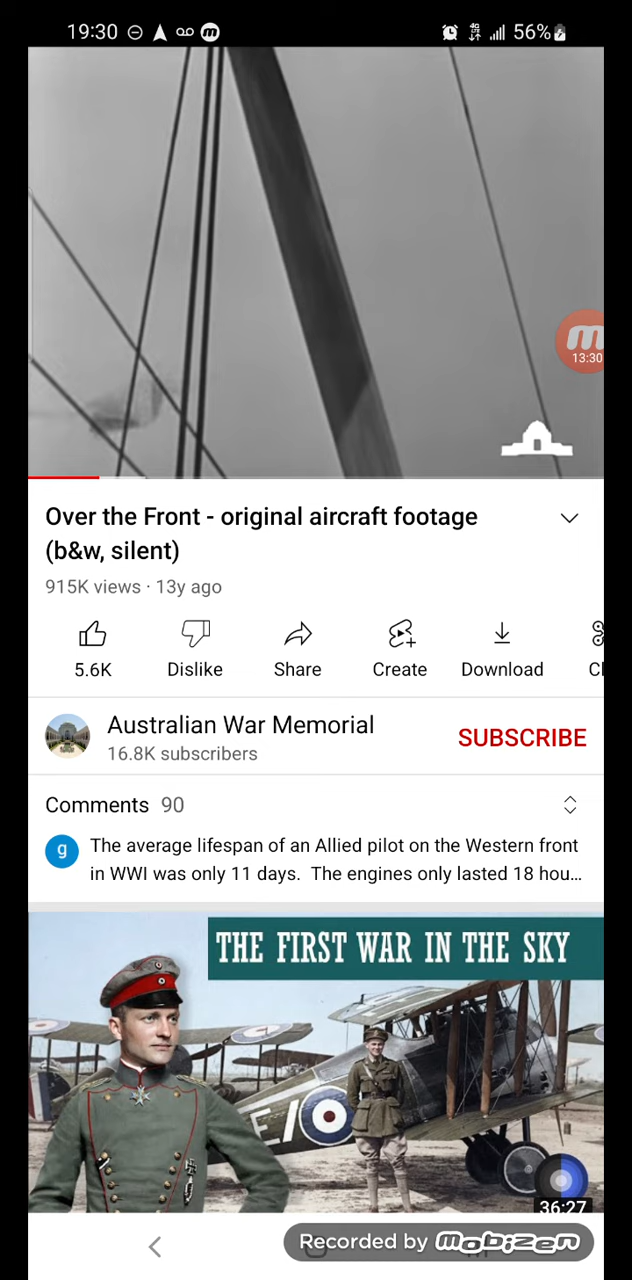 19:30
56%
13:30
Over the Front - original aircraft footage
(b&w, silent)
915K views · 13y ago
5.6K
Dislike
Share
Create
Download
Cl
Australian War Memorial
16.8K subscribers
SUBSCRIBE
Comments 90
g
The average lifespan of an Allied pilot on the Western front
in WWI was only 11 days.  The engines only lasted 18 hou...
THE FIRST WAR IN THE SKY
E/
36:27
Recorded by mobizen